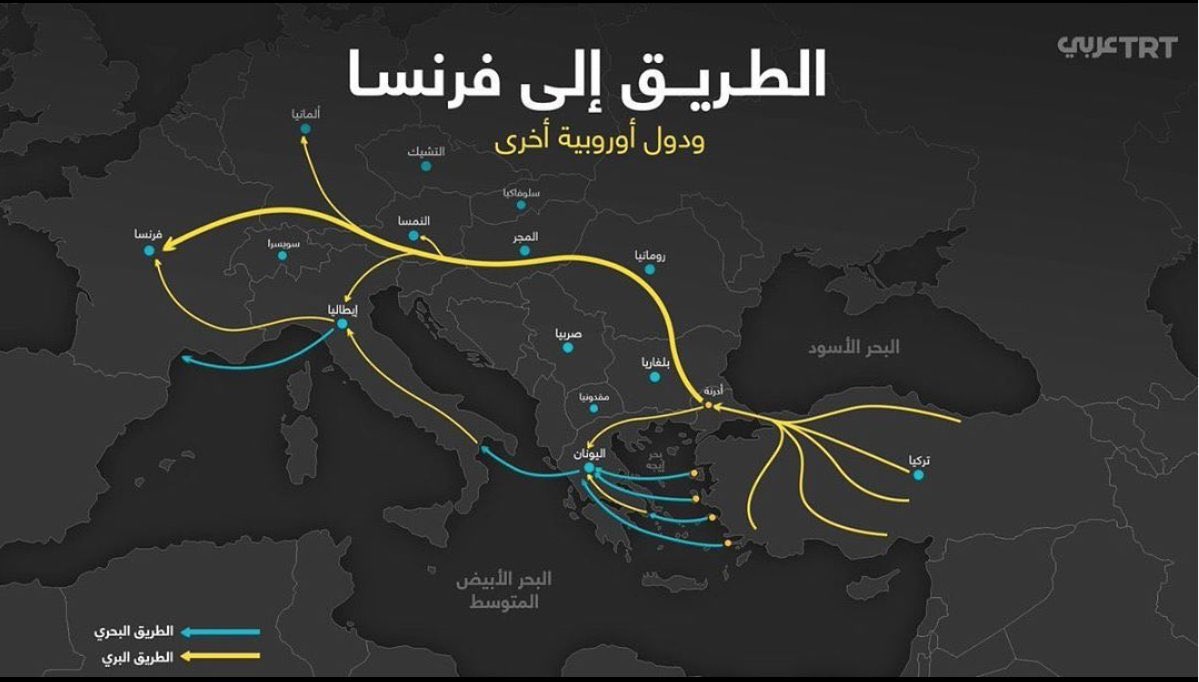 TRT عربي
الطريق إلى فرنسا
ودول أوروبية أخرى
ألمانيا
التشيك
سلوفاكيا
النمسا
فرنسا
المجر
سويسرا
رومانيا
إيطاليا
صربيا
البحر الأسود
بلغاريا
أدرنة
مقدونيا
اليونان
بحر
إيجه
تركيا
البحر الأبيض
المتوسط
الطريق البحري
الطريق البري